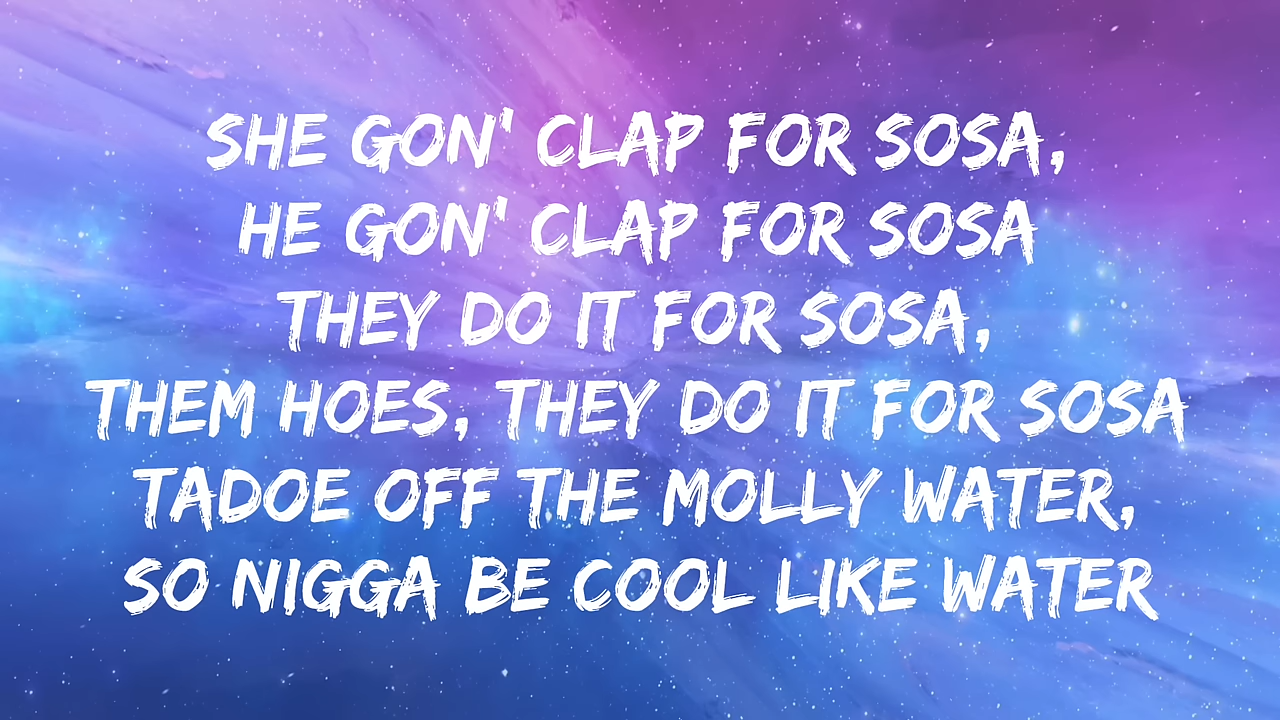 SHE GON' CLAP FOR SOSA,
HE GON' CLAP FOR SOSA
THEY DO IT FOR SOSA,
THEM HOES, THEY DO IT FOR SOSA
TADOE OFF THE MOLLY WATER,
SO NIGGA BE COOL LIKE WATER